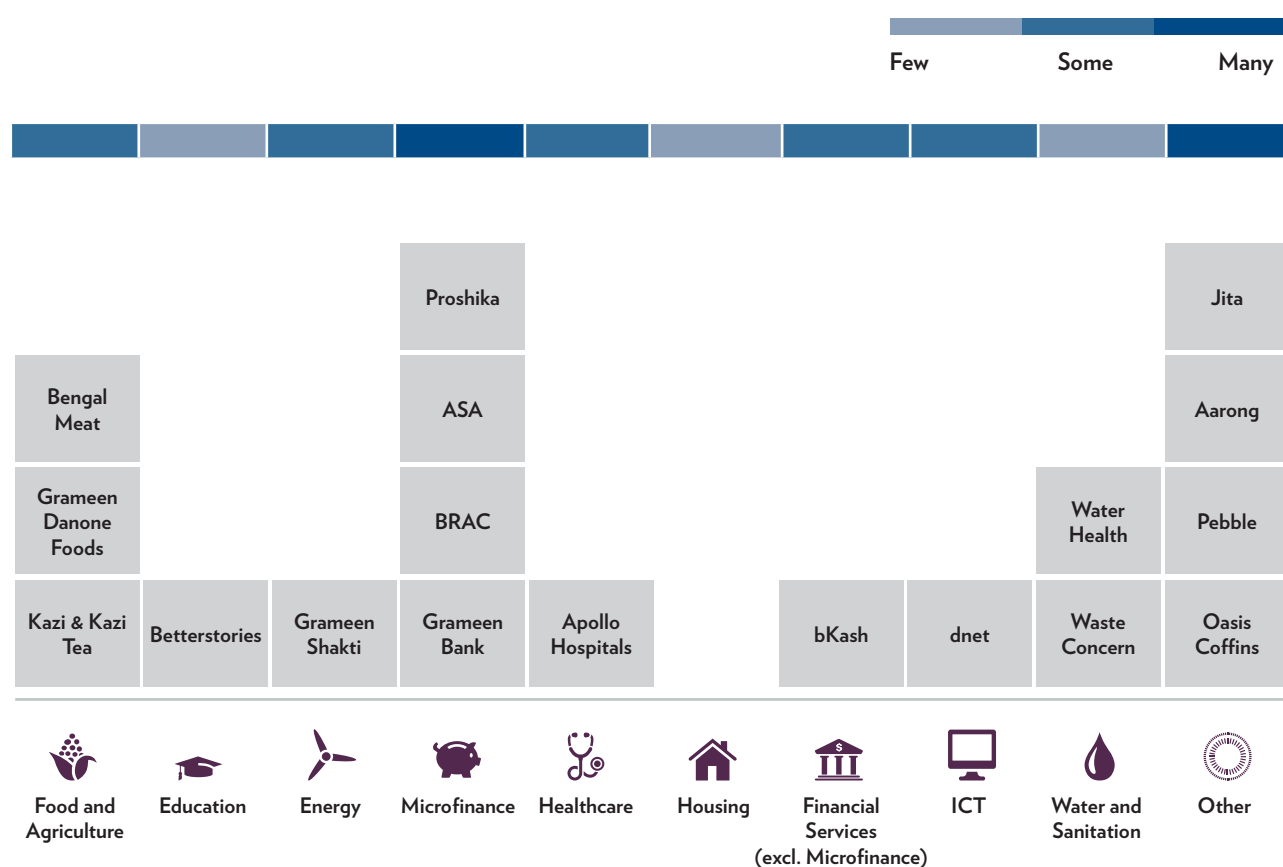 Few Some Many
Proshika
Jita
Bengal
Meat
ASA
Aarong
Grameen
Danone
Foods
BRAC
Water
Health
Pebble
Kazi & Kazi
Tea
Betterstories
Grameen
Shakti
Grameen
Bank
Apollo
Hospitals
bKash
dnet
Waste
Concern
Oasis
Coffins
$
Food and
Agriculture
Education
Energy
Microfinance
Healthcare
Housing
Financial
Services
(excl. Microfinance)
ICT
Water and
Sanitation
Other